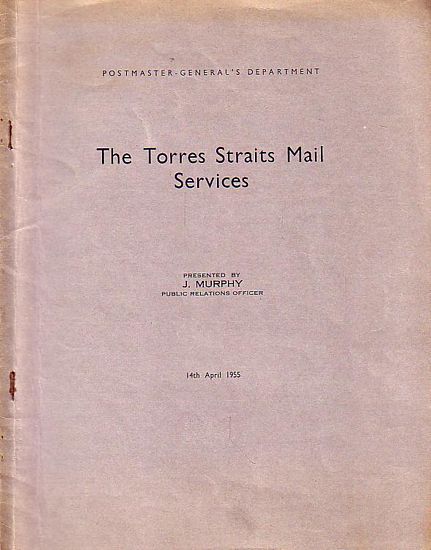 POSTMASTER-GENERAL'S DEPARTMENT
The Torres Straits Mail
Services
PRESENTED BY
J. MURPHY
PUBLIC RELATIONS OFFICER
14th April 1955